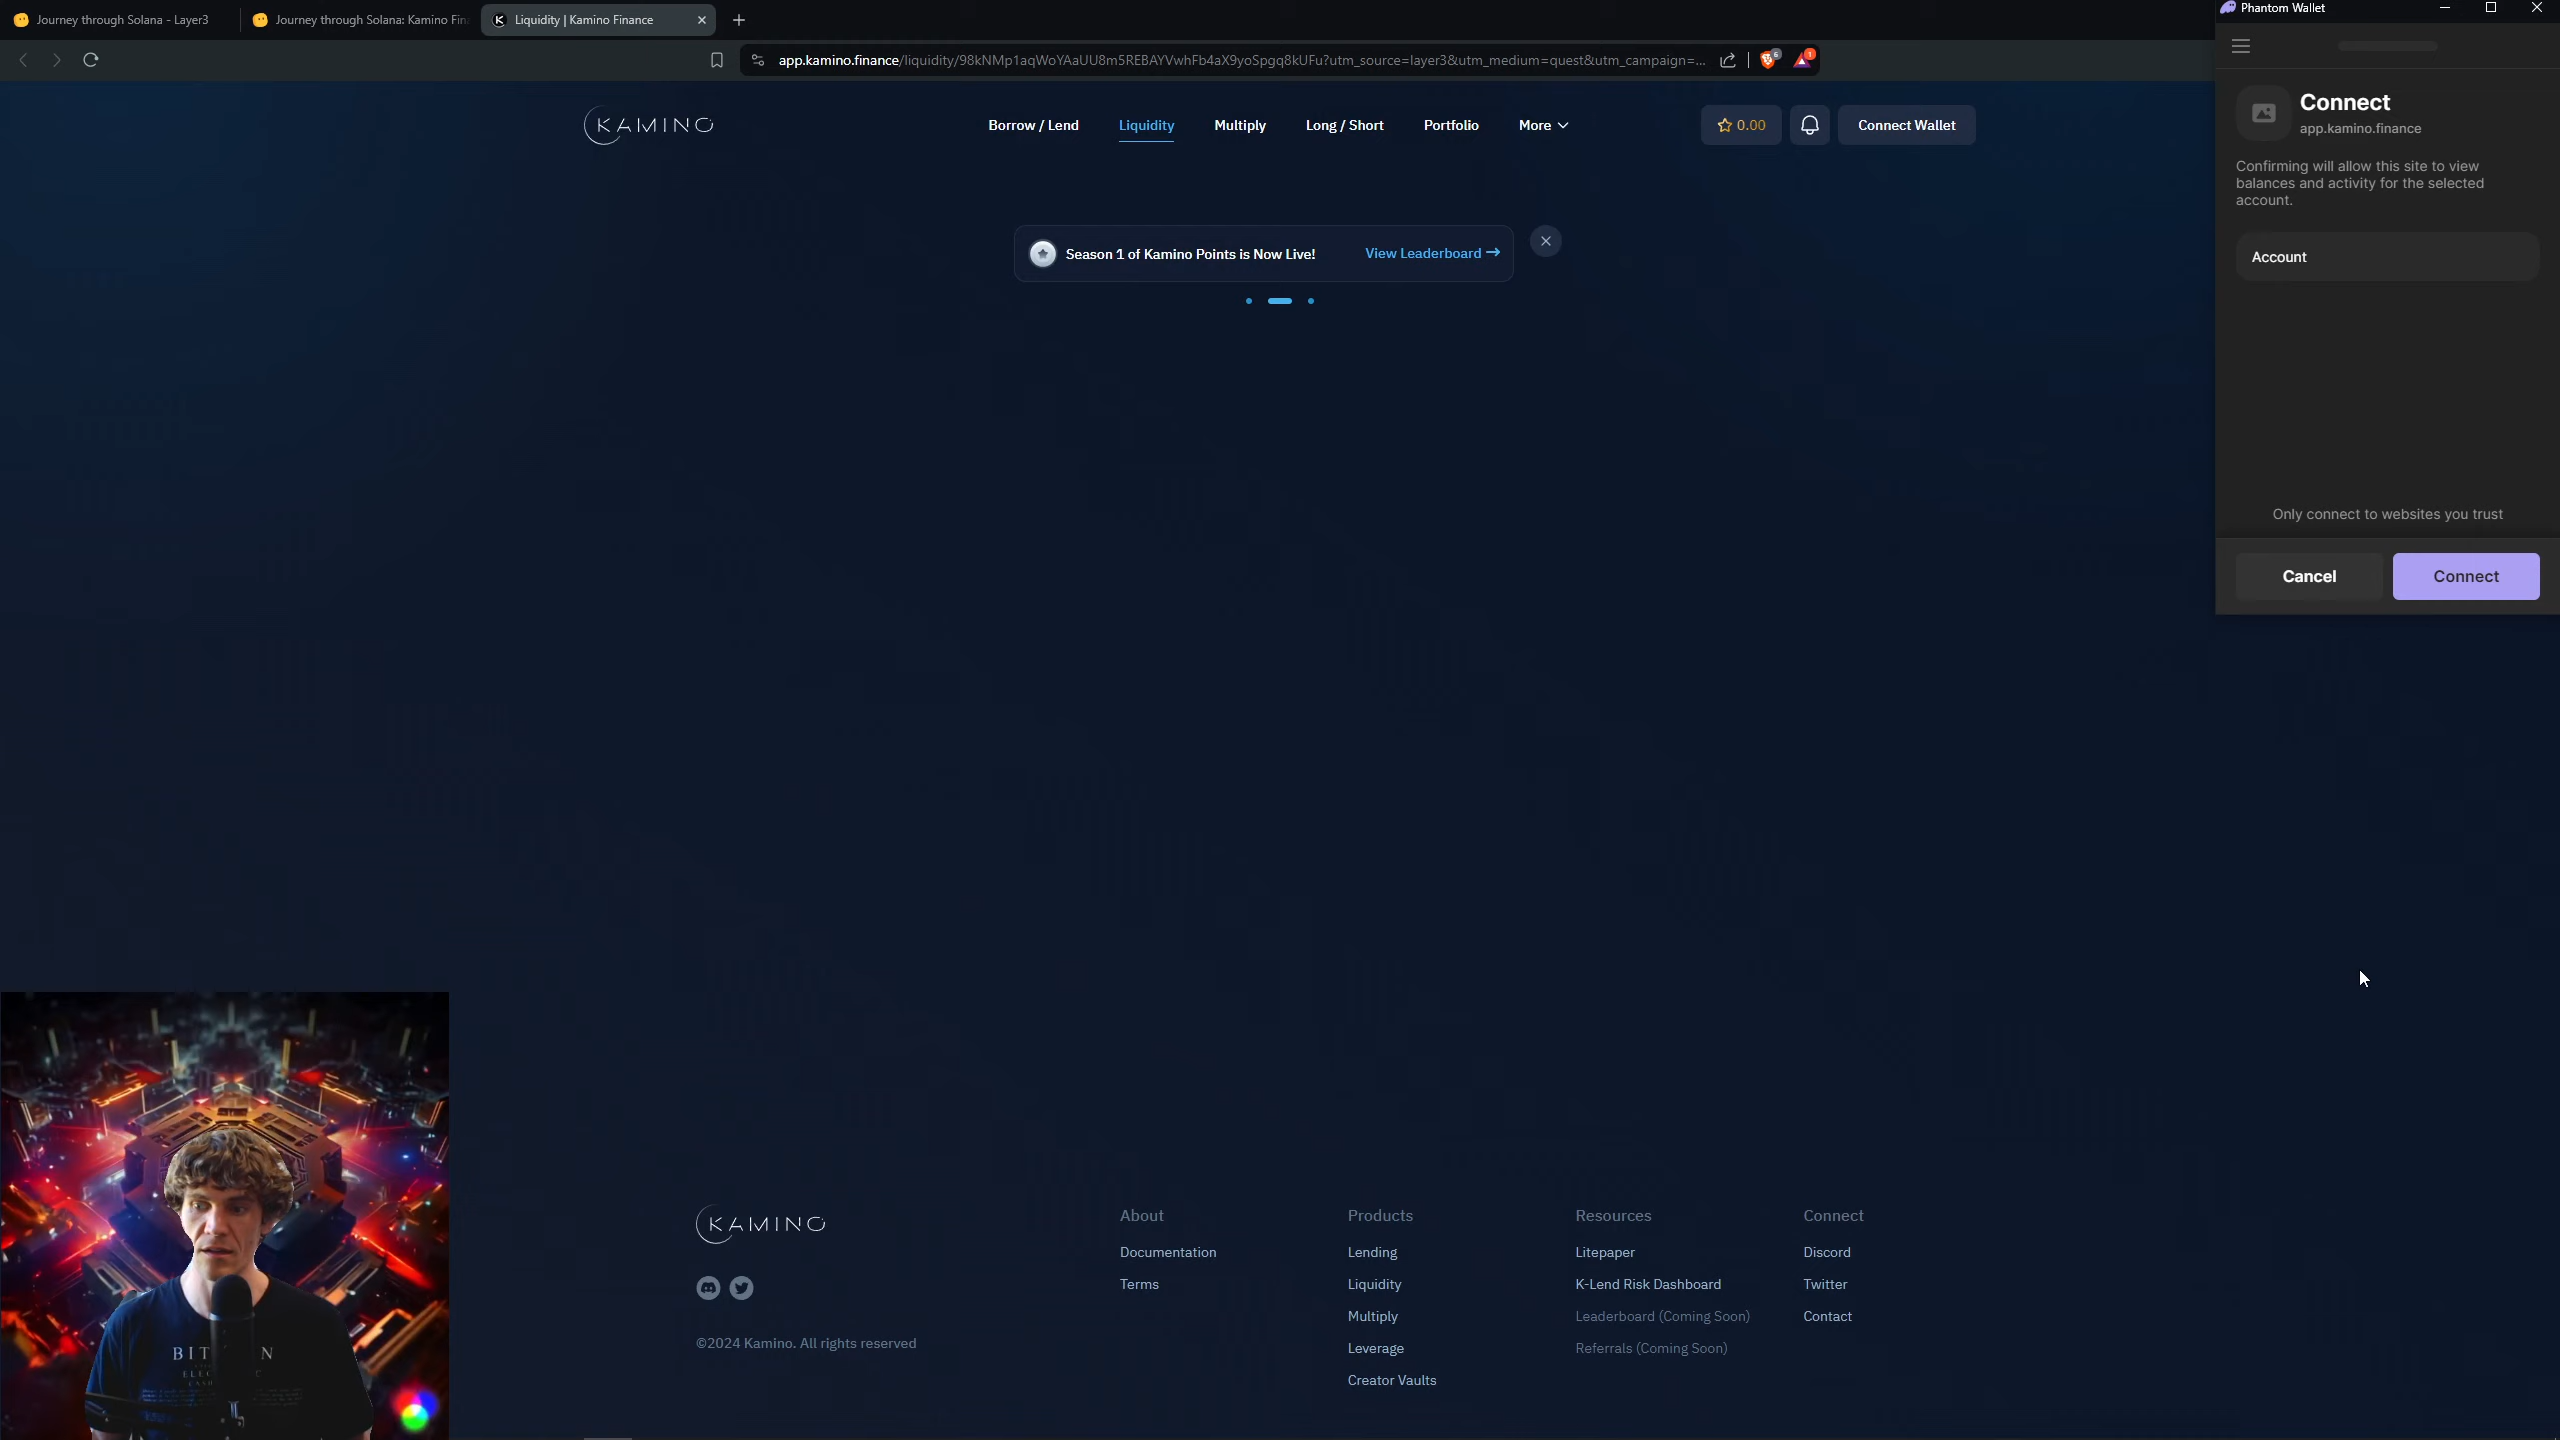 Journey through Solana - Layer3
Journey through Solana: Kamino Fin
Liquidity | Kamino Finance
Phantom Wallet
app.kamino.finance/liquidity/98kNMp1aqWoYAaUU8m5REBAYVwhFb4aX9yoSpgq8kUFu?utm_source=layer3&utm_medium=quest&utm_campaign=...
6
1
KAMINO
Borrow / Lend
Liquidity
Multiply
Long / Short
Portfolio
More
0.00
Connect Wallet
Season 1 of Kamino Points is Now Live!
View Leaderboard →
Connect
app.kamino.finance
Confirming will allow this site to view
balances and activity for the selected
account.
Account
Only connect to websites you trust
Cancel
Connect
KAMINO
©2024 Kamino. All rights reserved
About
Documentation
Terms
Products
Lending
Liquidity
Multiply
Leverage
Creator Vaults
Resources
Litepaper
K-Lend Risk Dashboard
Leaderboard (Coming Soon)
Referrals (Coming Soon)
Connect
Discord
Twitter
Contact